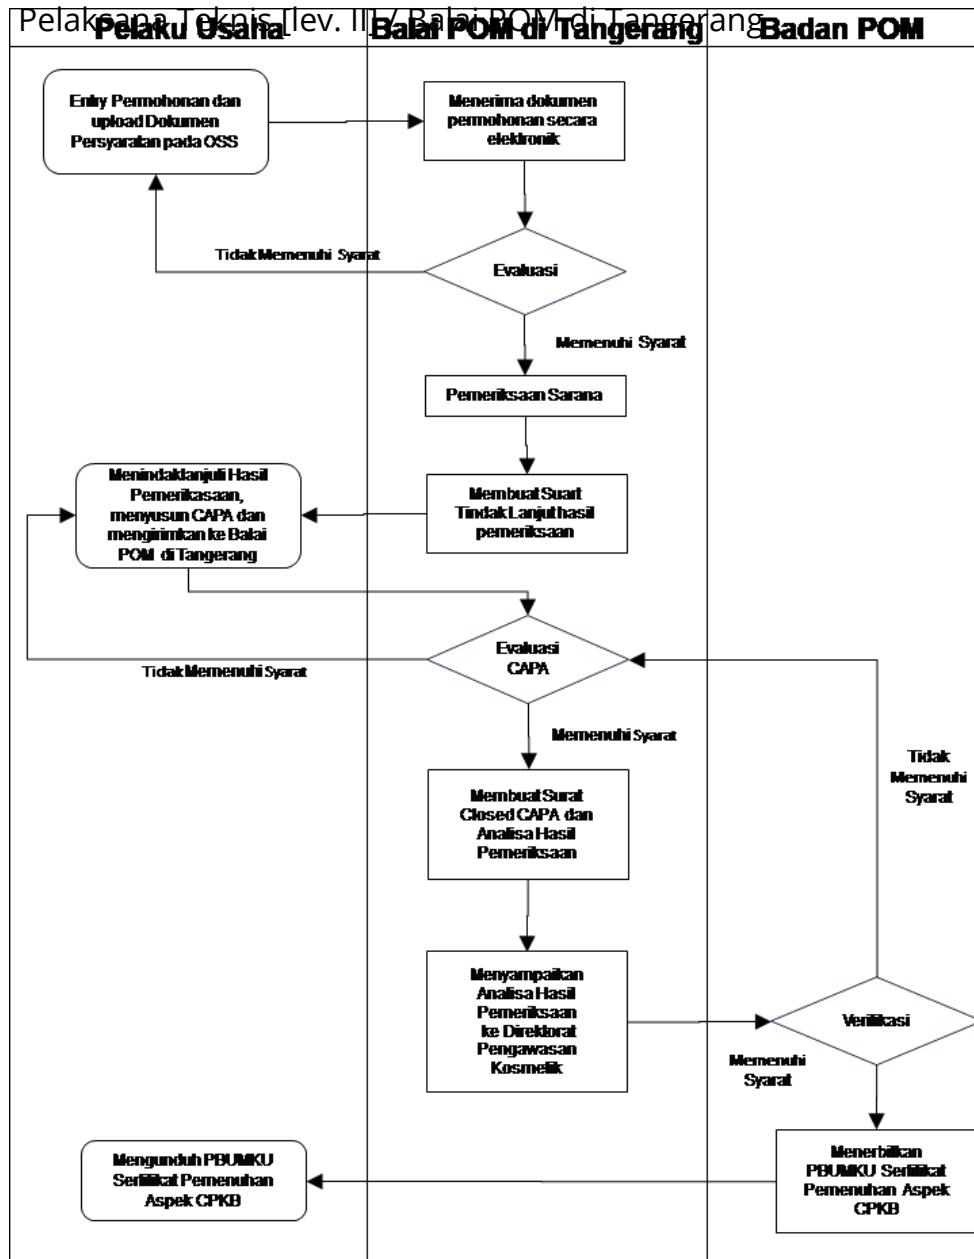 Pelaksana Teknis [lev. II] / Balai POM di Tangerang
Pelaku Usaha
Balai POM di Tangerang
Badan POM
Entry Permohonan dan
upload Dokumen
Persyaratan pada OSS
Menerima dokumen
permohonan secara
elektronik
Tidak Memenuhi Syarat
Evaluasi
Memenuhi Syarat
Pemeriksaan Sarana
Menindaklanjuti Hasil
Pemerikasaan,
menyusun CAPA dan
mengirimkan ke Balai
POM di Tangerang
Membuat Suart
Tindak Lanjut hasil
pemeriksaan
Evaluasi
CAPA
Tidak Memenuhi Syarat
Memenuhi Syarat
Tidak
Memenuhi
Syarat
Membuat Surat
Closed CAPA dan
Analisa Hasil
Pemeriksaan
Menyampaikan
Analisa Hasil
Pemeriksaan
ke Direktorat
Pengawasan
Kosmetik
Verifikasi
Memenuhi
Syarat
Menerbitkan
PBUMKU Sertifikat
Pemenuhan Aspek
CPKB
Mengunduh PBUMKU
Sertifikat Pemenuhan
Aspek CPKB